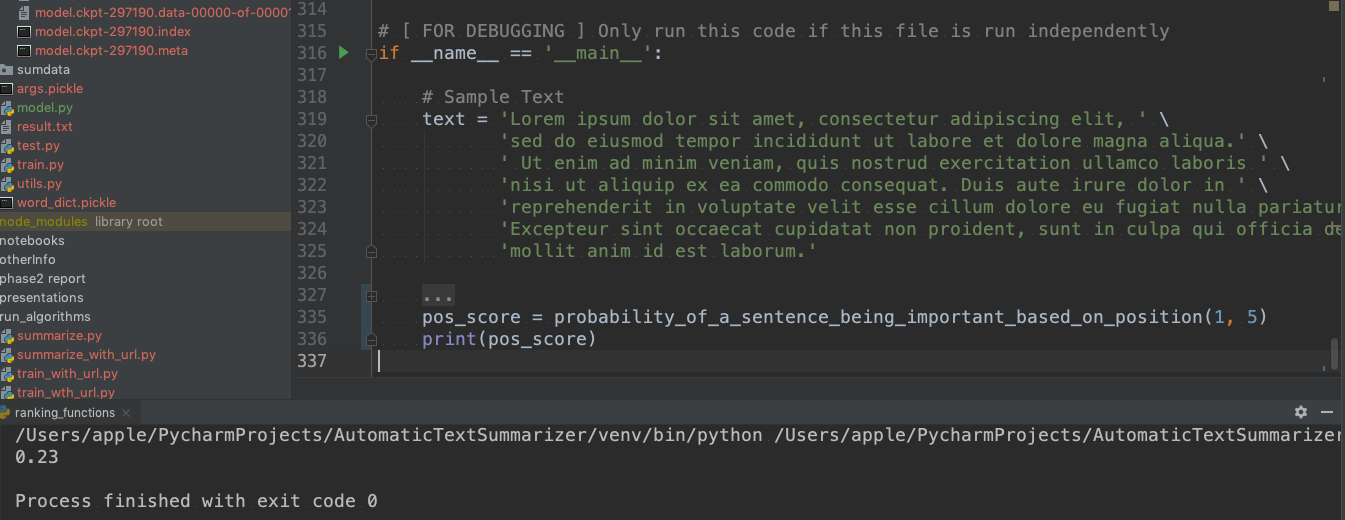 model.ckpt-297190.data-00000-of-0000
model.ckpt-297190.index
model.ckpt-297190.meta
sumdata
args.pickle
model.py
result.txt
test.py
train.py
utils.py
word_dict.pickle
node_modules library root
notebooks
otherInfo
phase2 report
presentations
run_algorithms
summarize.py
summarize_with_url.py
train_with_url.py
train_wth_url.py
314
315 # [ FOR DEBUGGING ] Only run this code if this file is run independently
316 if __name__ == '__main__':
317
318 # Sample Text
319 text = 'Lorem ipsum dolor sit amet, consectetur adipiscing elit, ' \
320 'sed do eiusmod tempor incididunt ut labore et dolore magna aliqua.' \
321 ' Ut enim ad minim veniam, quis nostrud exercitation ullamco laboris ' \
322 'nisi ut aliquip ex ea commodo consequat. Duis aute irure dolor in ' \
323 'reprehenderit in voluptate velit esse cillum dolore eu fugiat nulla pariatur
324 'Excepteur sint occaecat cupidatat non proident, sunt in culpa qui officia de
325 'mollit anim id est laborum.'
326
327 ...
335 pos_score = probability_of_a_sentence_being_important_based_on_position(1, 5)
336 print(pos_score)
337
ranking_functions ×
/Users/apple/PycharmProjects/AutomaticTextSummarizer/venv/bin/python /Users/apple/PycharmProjects/AutomaticTextSummarizer
0.23
Process finished with exit code 0